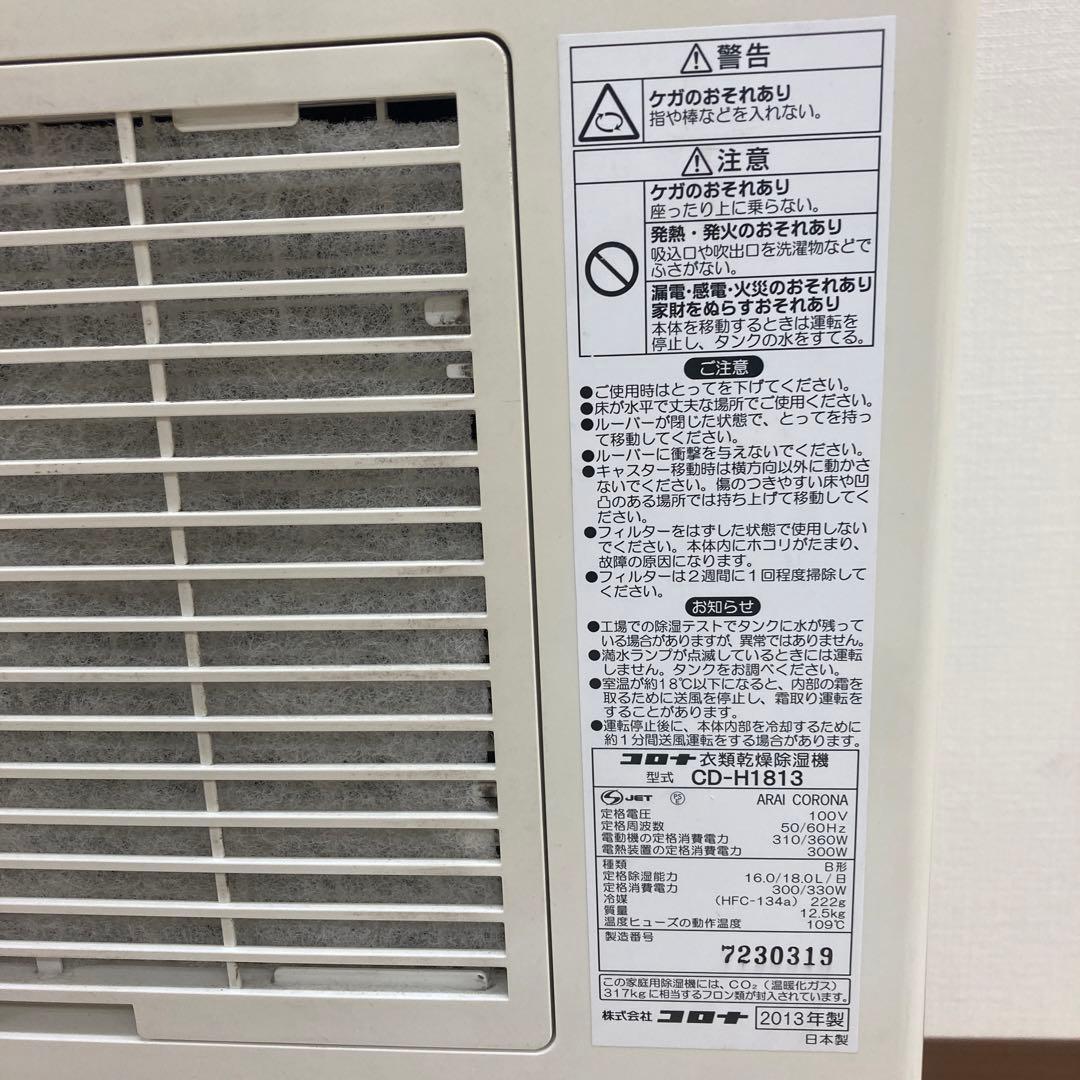 警告
ケガのおそれあり
指や棒などを入れない。
注意
ケガのおそれあり
座ったり上に乗らない。
発熱・発火のおそれあり
吸込口や吹出口を洗濯物などで
ふさがない。
漏電・感電・火災のおそれあり
家財をぬらすおそれあり
本体を移動するときは運転を
停止し、タンクの水をすてる。
ご注意
●ご使用時はとってを下げてください。
●床が水平で丈夫な場所でご使用ください。
●ルーバーが閉じた状態で、とってを持っ
て移動してください。
●ルーバーに衝撃を与えないでください。
●キャスター移動時は横方向以外に動かさ
ないでください。傷のつきやすい床や凹
凸のある場所では持ち上げて移動してく
ださい。
●フィルターをはずした状態で使用しない
でください。本体内にホコリがたまり、
故障の原因になります。
●フィルターは2週間に1回程度掃除して
ください。
お知らせ
●工場での除湿テストでタンクに水が残って
いる場合がありますが、異常ではありません。
●満水ランプが点滅しているときには運転
しません。タンクをお調べください。
●室温が約18℃以下になると、内部の霜を
取るために送風を停止し、霜取り運転を
することがあります。
●運転停止後に、本体内部を冷却するために
約1分間送風運転をする場合があります。
コロナ 衣類乾燥除湿機
型式 CD-H1813
JET PSE ARAI CORONA
定格電圧 100V
定格周波数 50/60Hz
電動機の定格消費電力 310/360W
電熱装置の定格消費電力 300W
種類 B形
定格除湿能力 16.0/18.0L/日
定格消費電力 300/330W
冷媒 (HFC-134a) 222g
質量 12.5kg
温度ヒューズの動作温度 109℃
製造番号
7230319
この家庭用除湿機には、CO₂(温暖化ガス)
317kgに相当するフロン類が封入されています。
株式会社 コロナ 2013年製
日本製